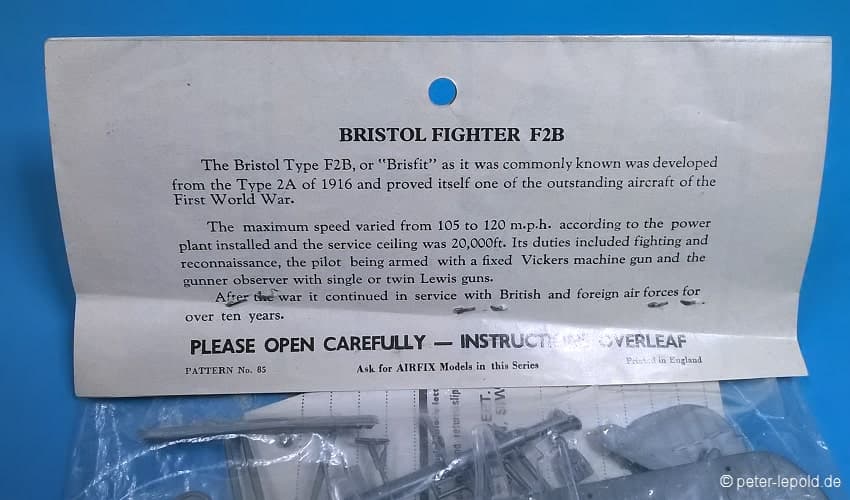 BRISTOL FIGHTER F2B
The Bristol Type F2B, or "Brisfit" as it was commonly known was developed
from the Type 2A of 1916 and proved itself one of the outstanding aircraft of the
First World War.
The maximum speed varied from 105 to 120 m.p.h. according to the power
plant installed and the service ceiling was 20,000ft. Its duties included fighting and
reconnaissance, the pilot being armed with a fixed Vickers machine gun and the
gunner observer with single or twin Lewis guns.
After the war it continued in service with British and foreign air forces for
over ten years.
PLEASE OPEN CAREFULLY — INSTRUCTIONS OVERLEAF
PATTERN No. 85
Ask for AIRFIX Models in this Series
Printed in England
and return slip
© peter-lepold.de